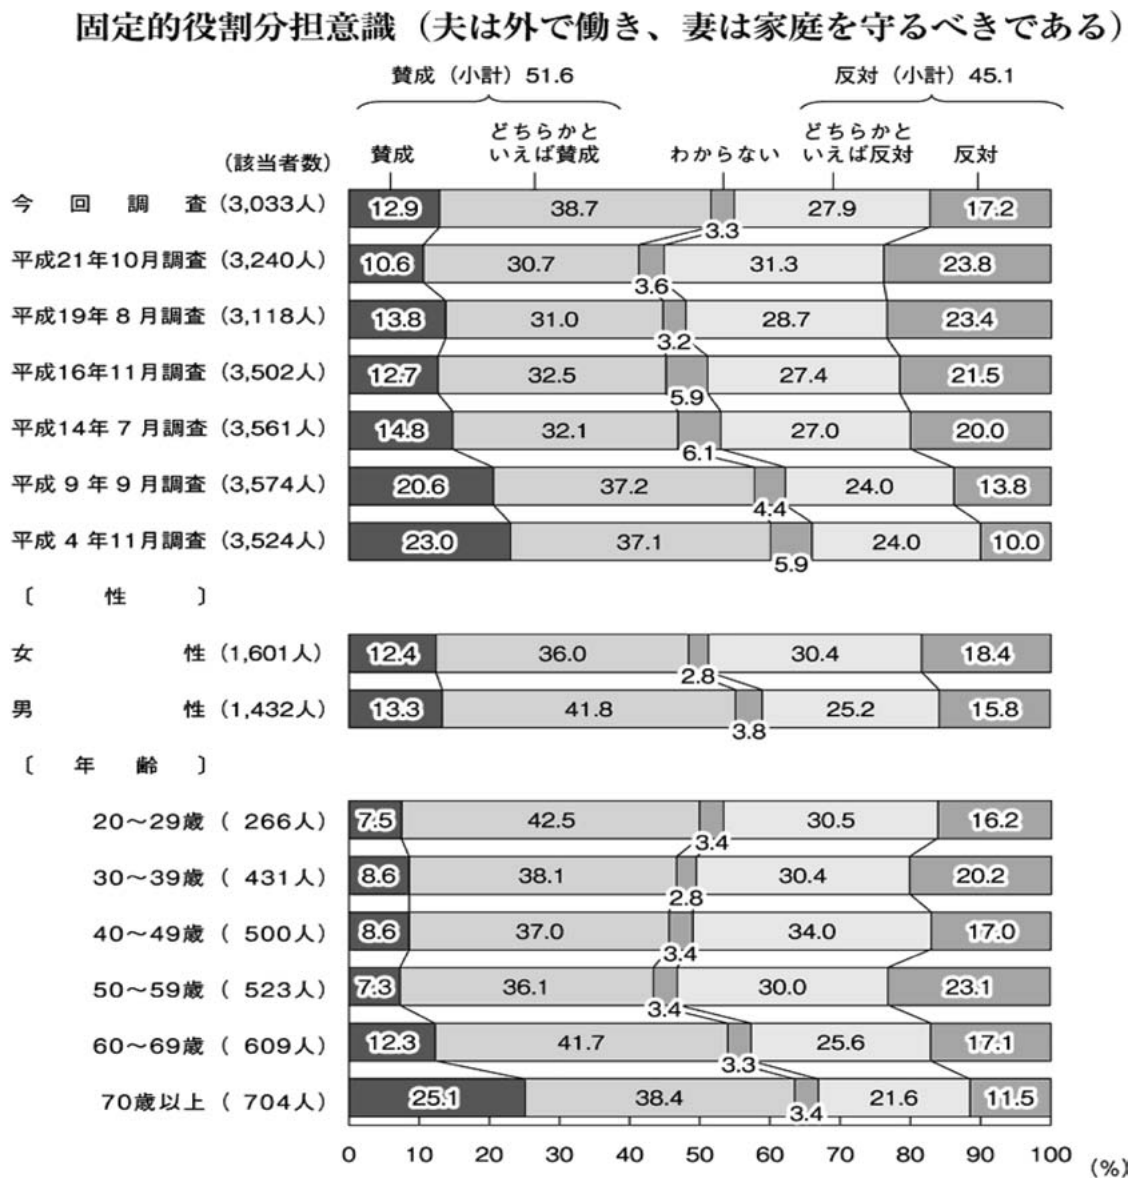 固定的役割分担意識（夫は外で働き、妻は家庭を守るべきである）
賛成（小計）51.6 反対（小計）45.1
（該当者数） 賛成 どちらかといえば賛成 わからない どちらかといえば反対 反対
今回調査（3,033人） 12.9 38.7 3.3 27.9 17.2
平成21年10月調査（3,240人） 10.6 30.7 3.6 31.3 23.8
平成19年8月調査（3,118人） 13.8 31.0 3.2 28.7 23.4
平成16年11月調査（3,502人） 12.7 32.5 5.9 27.4 21.5
平成14年7月調査（3,561人） 14.8 32.1 6.1 27.0 20.0
平成9年9月調査（3,574人） 20.6 37.2 4.4 24.0 13.8
平成4年11月調査（3,524人） 23.0 37.1 5.9 24.0 10.0
〔性〕
女性（1,601人） 12.4 36.0 2.8 30.4 18.4
男性（1,432人） 13.3 41.8 3.8 25.2 15.8
〔年齢〕
20～29歳（266人） 7.5 42.5 3.4 30.5 16.2
30～39歳（431人） 8.6 38.1 2.8 30.4 20.2
40～49歳（500人） 8.6 37.0 3.4 34.0 17.0
50～59歳（523人） 7.3 36.1 3.4 30.0 23.1
60～69歳（609人） 12.3 41.7 3.3 25.6 17.1
70歳以上（704人） 25.1 38.4 3.4 21.6 11.5
0 10 20 30 40 50 60 70 80 90 100
(%)